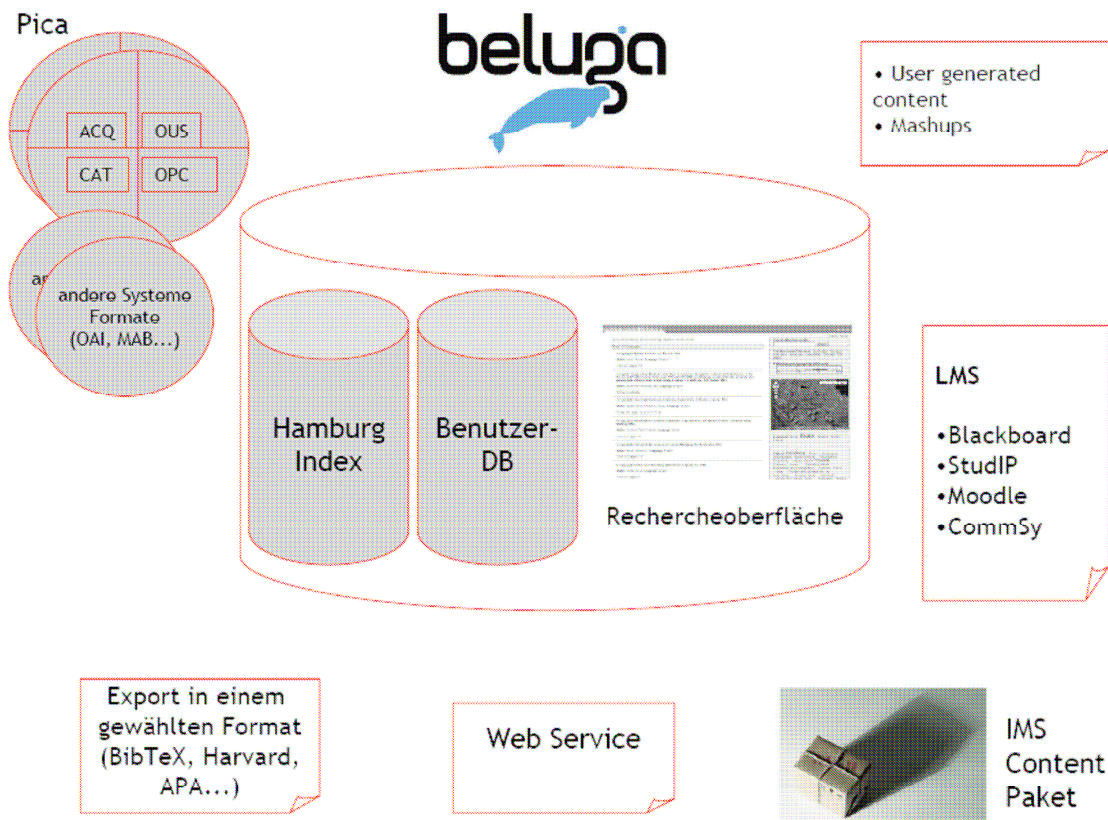 Pica
beluga
• User generated
content
• Mashups
ACQ
OUS
CAT
OPC
andere Systeme
Formate
(OAI, MAB...)
Hamburg
Index
Benutzer-
DB
Rechercheoberfläche
LMS
•Blackboard
•StudIP
•Moodle
•CommSy
Export in einem
gewählten Format
(BibTeX, Harvard,
APA...)
Web Service
IMS
Content
Paket